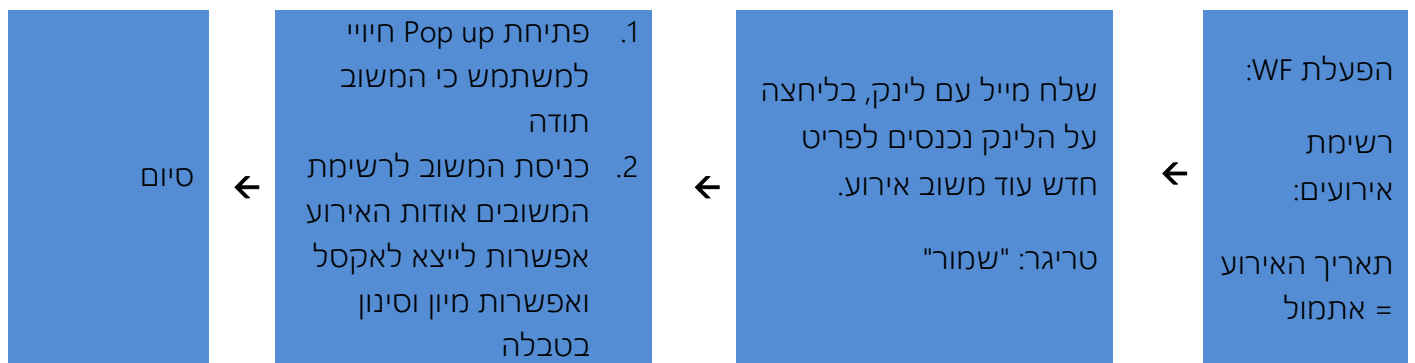 הפעלת WF:
רשימת
אירועים:
תאריך האירוע
= אתמול
←
שלח מייל עם לינק, בליחצה
על הלינק נכנסים לפריט
חדש עוד משוב אירוע.
טריגר: "שמור"
←
1. פתיחת Pop up חיויי
למשתמש כי המשוב
תודה
2. כניסת המשוב לרשימת
המשובים אודות האירוע
אפשרות לייצא לאקסל
ואפשרות מיון וסינון
בטבלה
←
סיום